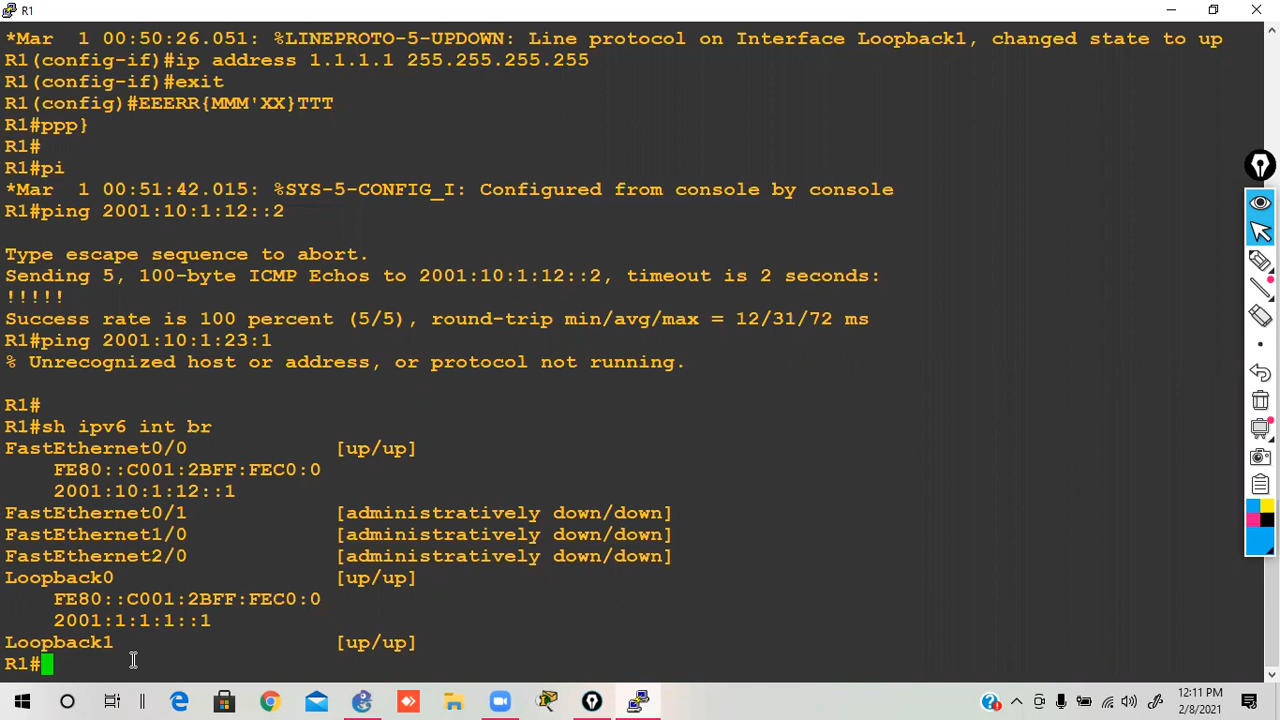 R1
*Mar  1 00:50:26.051: %LINEPROTO-5-UPDOWN: Line protocol on Interface Loopback1, changed state to up
R1(config-if)#ip address 1.1.1.1 255.255.255.255
R1(config-if)#exit
R1(config)#EEERR{MMM'XX}TTT
R1#ppp}
R1#
R1#pi
*Mar  1 00:51:42.015: %SYS-5-CONFIG_I: Configured from console by console
R1#ping 2001:10:1:12::2
Type escape sequence to abort.
Sending 5, 100-byte ICMP Echos to 2001:10:1:12::2, timeout is 2 seconds:
!!!!!
Success rate is 100 percent (5/5), round-trip min/avg/max = 12/31/72 ms
R1#ping 2001:10:1:23:1
% Unrecognized host or address, or protocol not running.
R1#
R1#sh ipv6 int br
FastEthernet0/0            [up/up]
    FE80::C001:2BFF:FEC0:0
    2001:10:1:12::1
FastEthernet0/1            [administratively down/down]
FastEthernet1/0            [administratively down/down]
FastEthernet2/0            [administratively down/down]
Loopback0                  [up/up]
    FE80::C001:2BFF:FEC0:0
    2001:1:1:1::1
Loopback1                  [up/up]
R1#
12:11 PM
2/8/2021